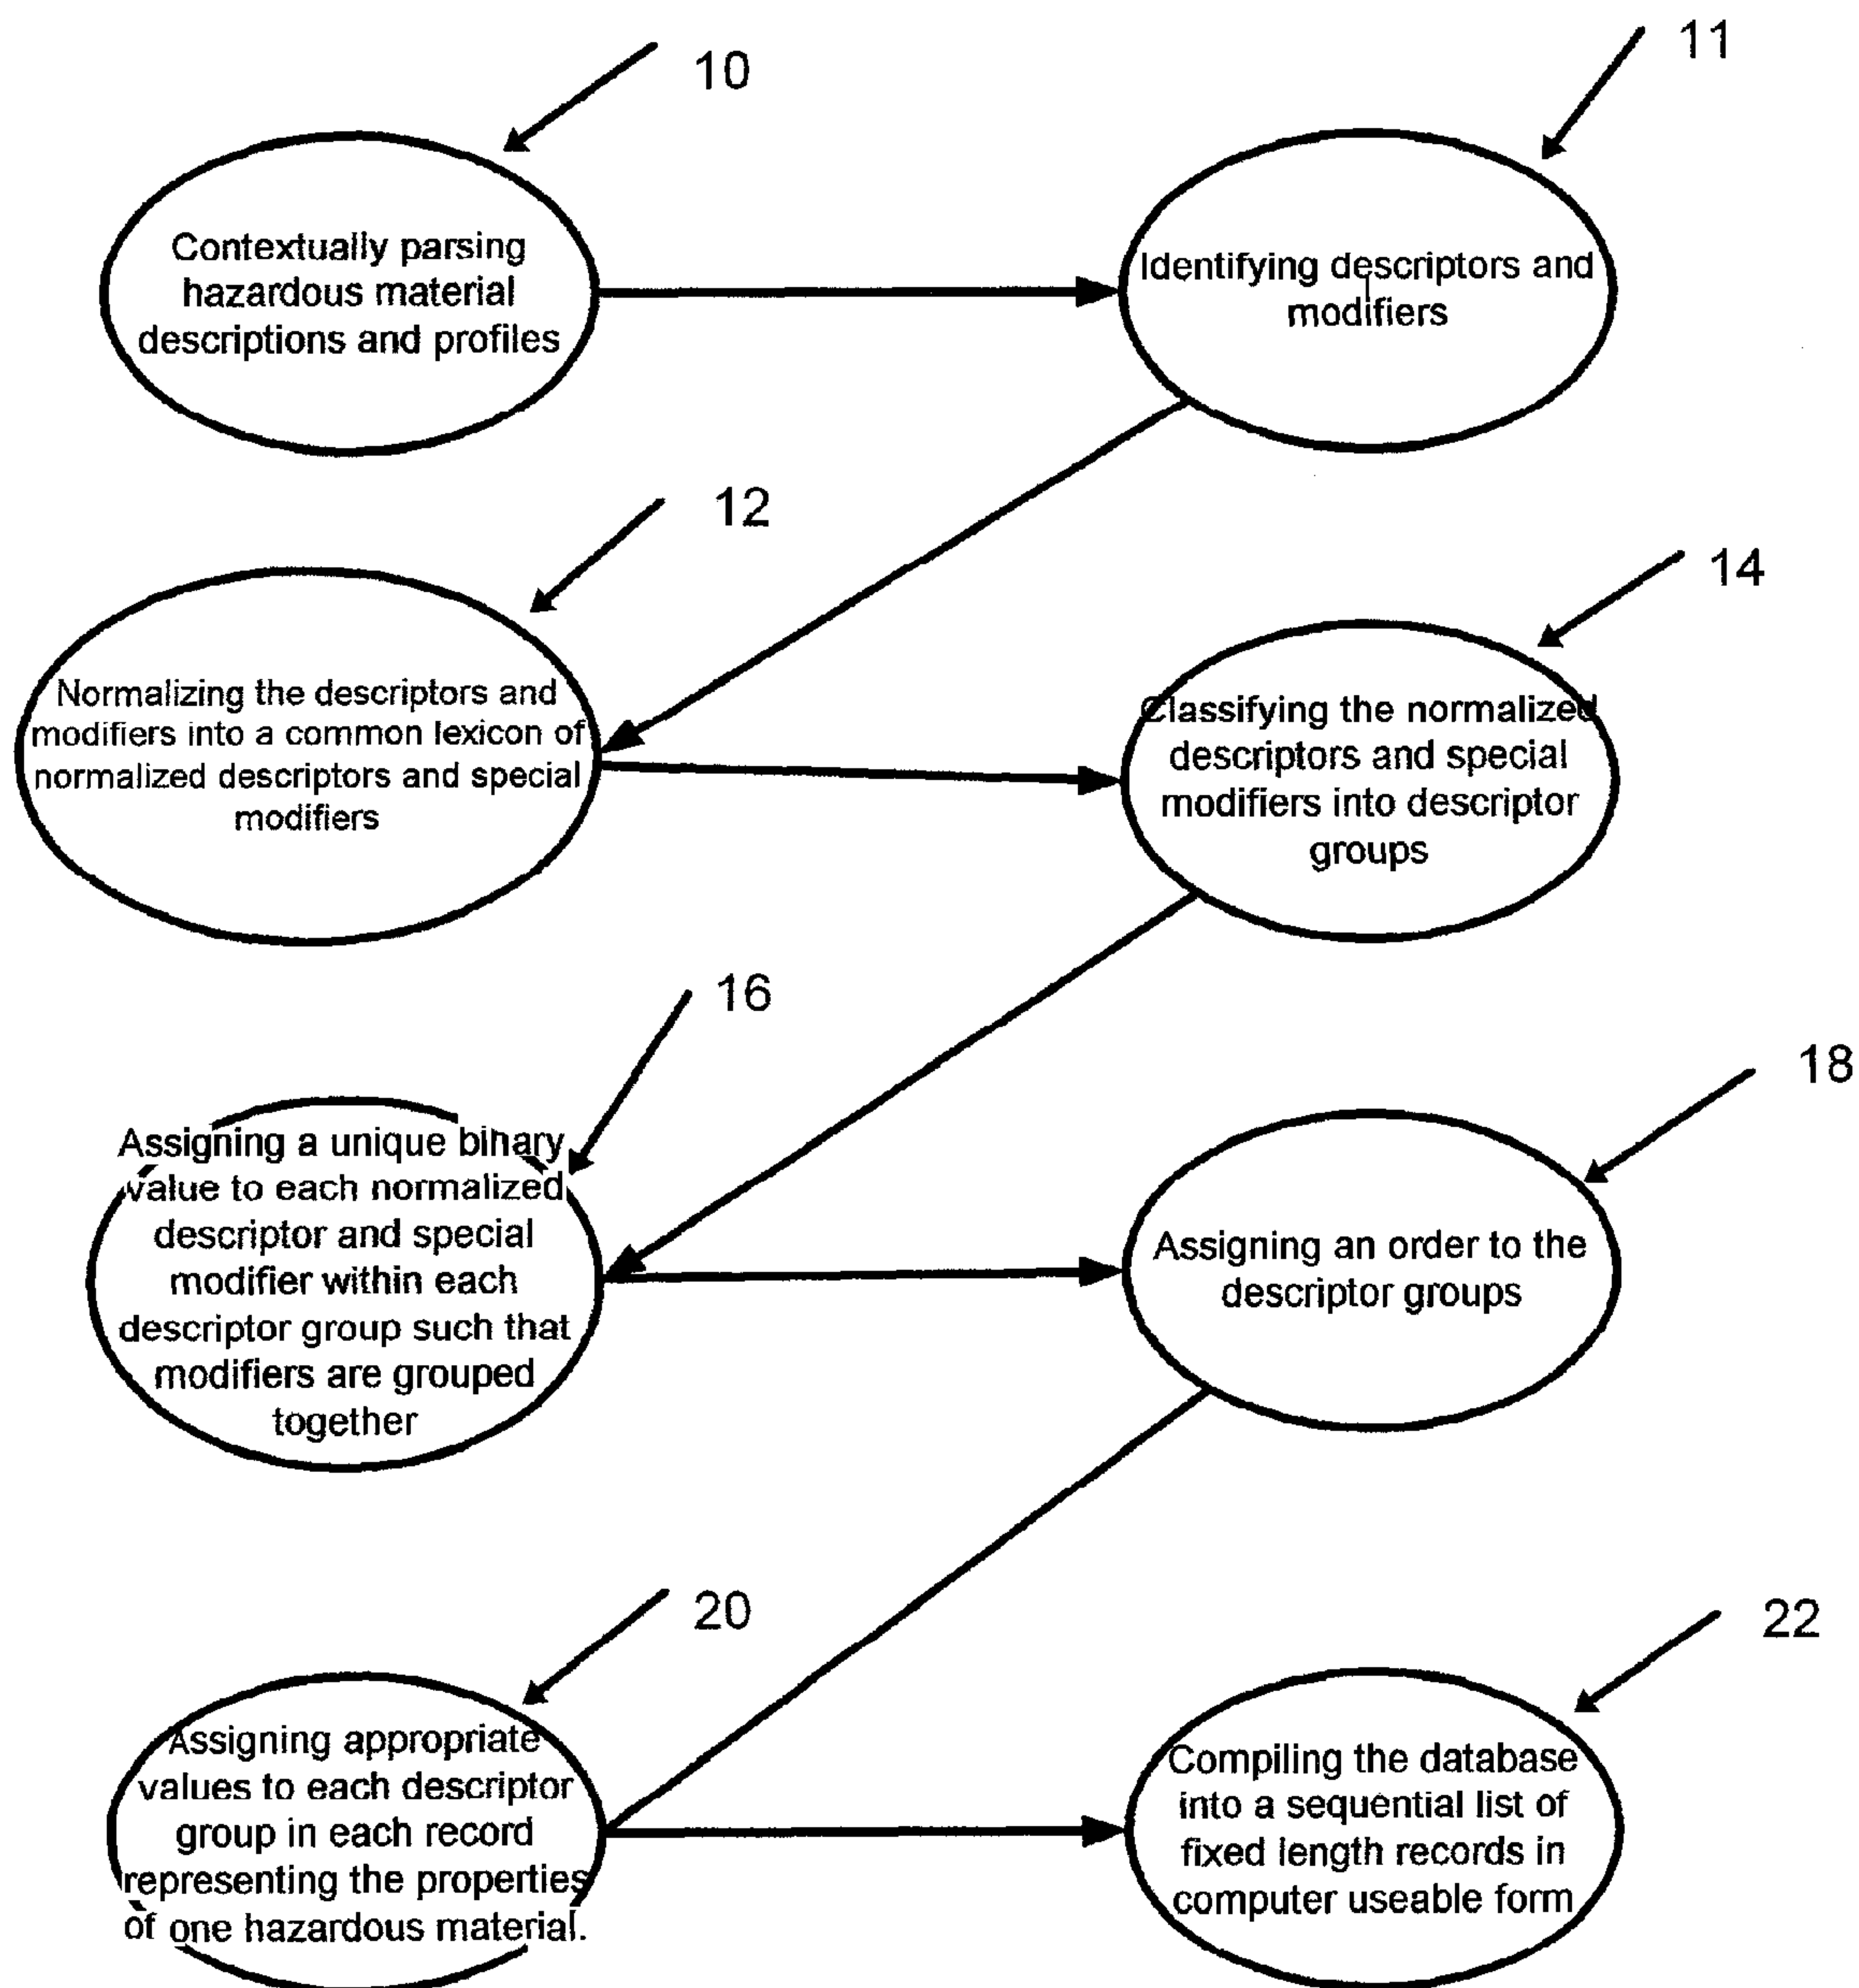 10
Contextually parsing
hazardous material
descriptions and profiles
11
Identifying descriptors and
modifiers
12
Normalizing the descriptors and
modifiers into a common lexicon of
normalized descriptors and special
modifiers
14
Classifying the normalized
descriptors and special
modifiers into descriptor
groups
16
Assigning a unique binary
value to each normalized
descriptor and special
modifier within each
descriptor group such that
modifiers are grouped
together
18
Assigning an order to the
descriptor groups
20
Assigning appropriate
values to each descriptor
group in each record
representing the properties
of one hazardous material.
22
Compiling the database
into a sequential list of
fixed length records in
computer useable form